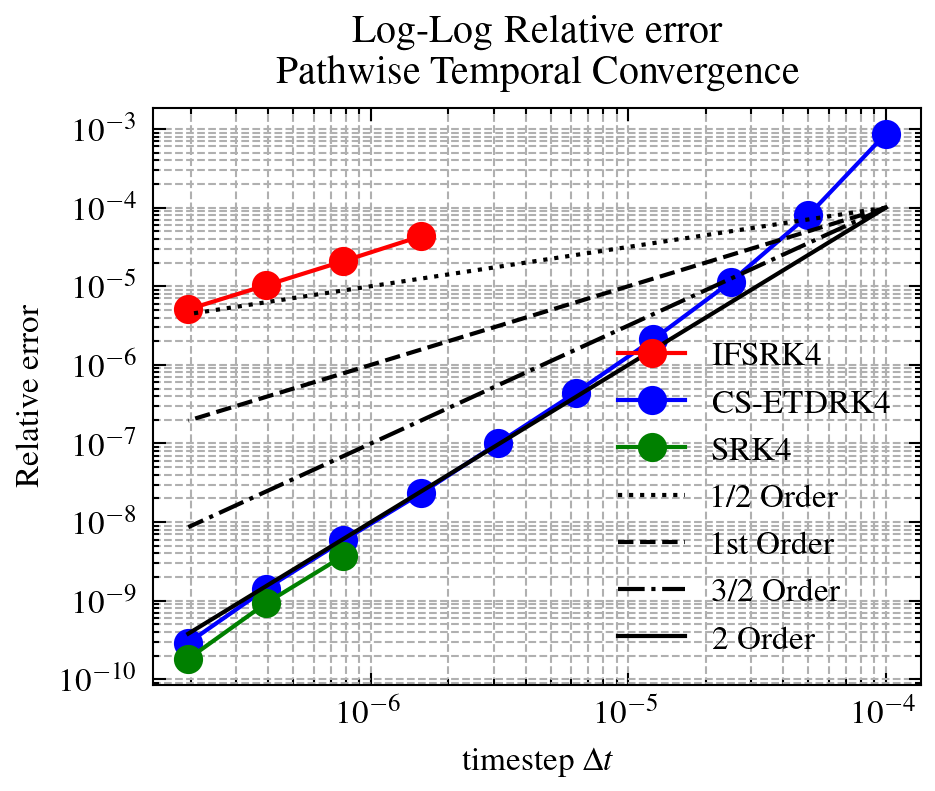 Log-Log Relative error
Pathwise Temporal Convergence
Relative error
10⁻³
10⁻⁴
10⁻⁵
10⁻⁶
10⁻⁷
10⁻⁸
10⁻⁹
10⁻¹⁰
IFSRK4
CS-ETDRK4
SRK4
1/2 Order
1st Order
3/2 Order
2 Order
10⁻⁶ 10⁻⁵ 10⁻⁴
timestep Δt